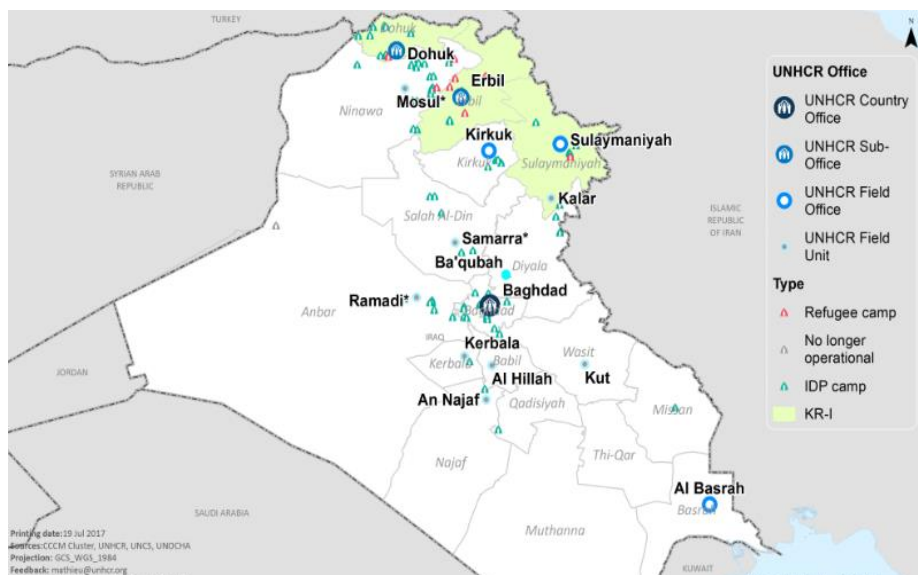 TURKEY
N
Dohuk
Dohuk
UNHCR Office
UNHCR Country
Office
UNHCR Sub-
Office
UNHCR Field
Office
UNHCR Field
Unit
Type
Refugee camp
No longer
operational
IDP camp
KR-I
Erbil
Mosul*
Ninawa
Kirkuk
Kirkuk
Sulaymaniyah
Sulaymaniyah
SYRIAN ARAB
REPUBLIC
Kalar
ISLAMIC
REPUBLIC
OF IRAN
Salah Al-Din
Samarra*
Ba'qubah
Diyala
Baghdad
Ramadi*
Anbar
IRAQ
Kerbala
Kerbala
Babil
Wasit
JORDAN
Al Hillah
Kut
An Najaf
Qadisiyah
Missan
Najaf
Thi-Qar
Al Basrah
Basrah
SAUDI ARABIA
Muthanna
KUWAIT
Printing date:19 Jul 2017
Sources:CCCM Cluster, UNHCR, UNCS, UNOCHA
Projection: GCS_WGS_1984
Feedback: mathieu@unhcr.org